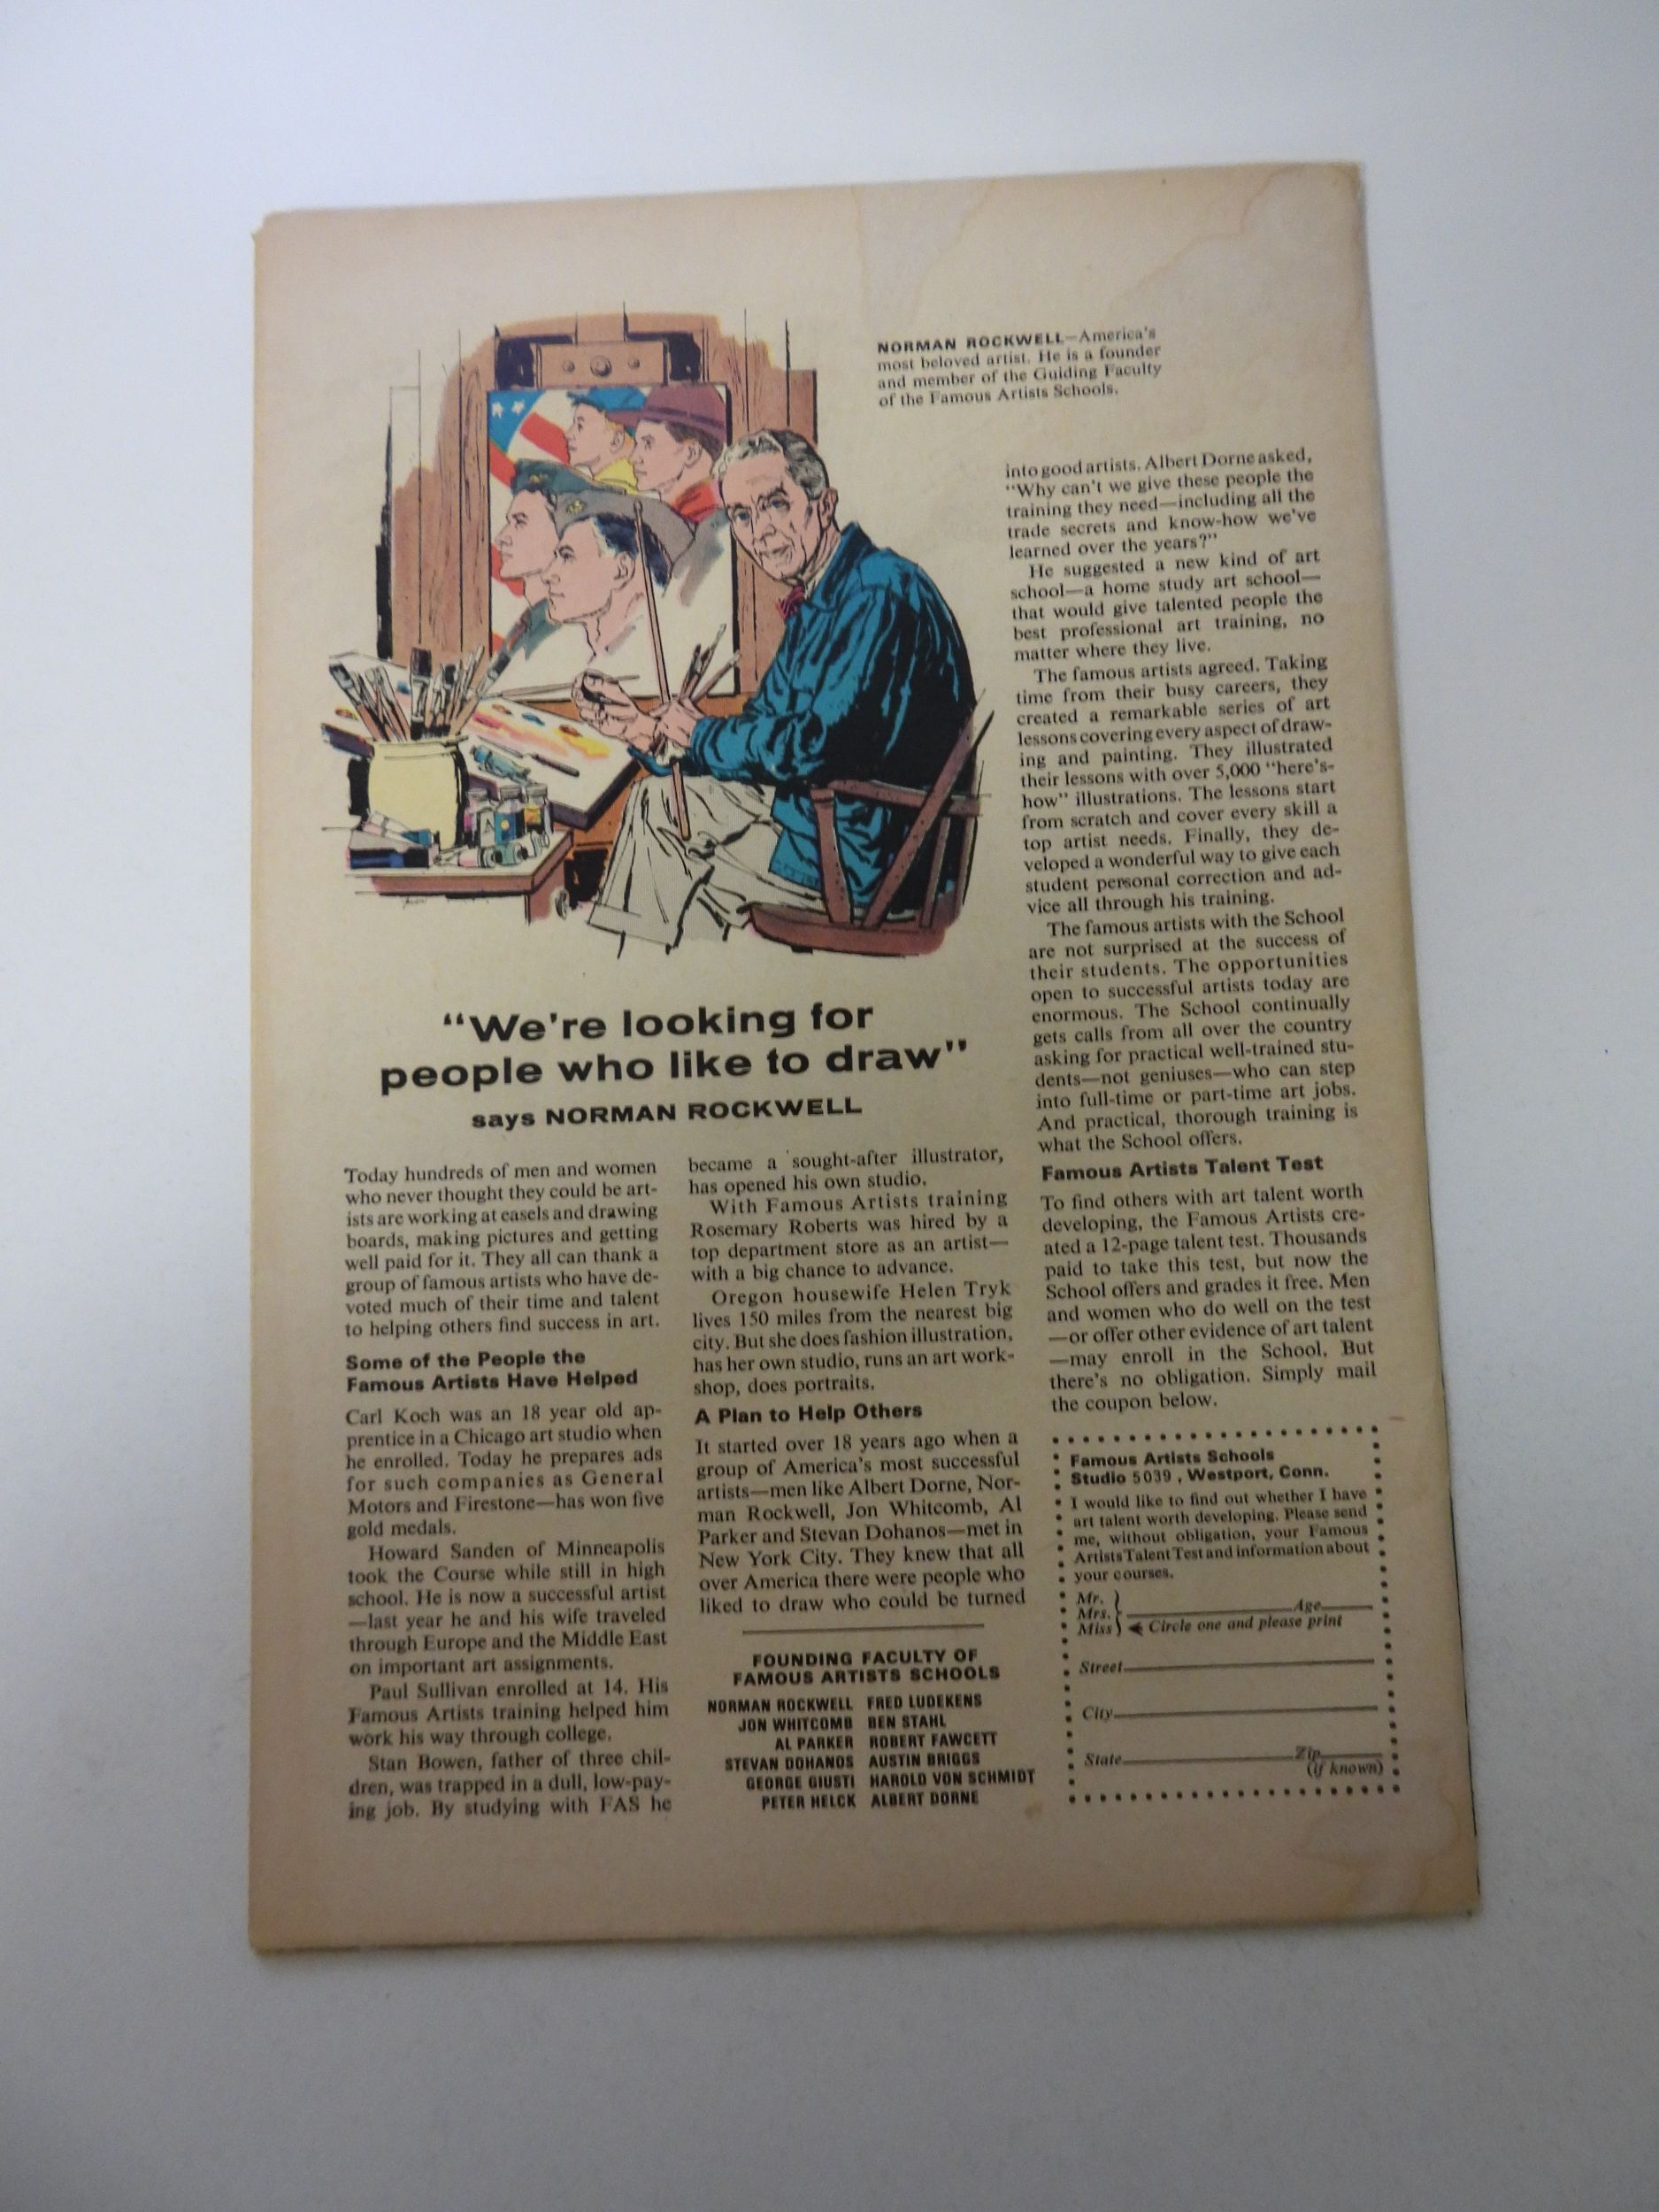 NORMAN ROCKWELL—America's
most beloved artist. He is a founder
and member of the Guiding Faculty
of the Famous Artists Schools.
"We're looking for
people who like to draw"
says NORMAN ROCKWELL
Today hundreds of men and women
who never thought they could be art-
ists are working at easels and drawing
boards, making pictures and getting
well paid for it. They all can thank a
group of famous artists who have de-
voted much of their time and talent
to helping others find success in art.
Some of the People the
Famous Artists Have Helped
Carl Koch was an 18 year old ap-
prentice in a Chicago art studio when
he enrolled. Today he prepares ads
for such companies as General
Motors and Firestone—has won five
gold medals.
Howard Sanden of Minneapolis
took the Course while still in high
school. He is now a successful artist
—last year he and his wife traveled
through Europe and the Middle East
on important art assignments.
Paul Sullivan enrolled at 14. His
Famous Artists training helped him
work his way through college.
Stan Bowen, father of three chil-
dren, was trapped in a dull, low-pay-
ing job. By studying with FAS he
became a sought-after illustrator,
has opened his own studio.
With Famous Artists training
Rosemary Roberts was hired by a
top department store as an artist—
with a big chance to advance.
Oregon housewife Helen Tryk
lives 150 miles from the nearest big
city. But she does fashion illustration,
has her own studio, runs an art work-
shop, does portraits.
A Plan to Help Others
It started over 18 years ago when a
group of America's most successful
artists—men like Albert Dorne, Nor-
man Rockwell, Jon Whitcomb, Al
Parker and Stevan Dohanos—met in
New York City. They knew that all
over America there were people who
liked to draw who could be turned
FOUNDING FACULTY OF
FAMOUS ARTISTS SCHOOLS
NORMAN ROCKWELL FRED LUDEKENS
JON WHITCOMB BEN STAHL
AL PARKER ROBERT FAWCETT
STEVAN DOHANOS AUSTIN BRIGGS
GEORGE GIUSTI HAROLD VON SCHMIDT
PETER HELCK ALBERT DORNE
into good artists. Albert Dorne asked,
"Why can't we give these people the
training they need—including all the
trade secrets and know-how we've
learned over the years?"
He suggested a new kind of art
school—a home study art school—
that would give talented people the
best professional art training, no
matter where they live.
The famous artists agreed. Taking
time from their busy careers, they
created a remarkable series of art
lessons covering every aspect of draw-
ing and painting. They illustrated
their lessons with over 5,000 "here's-
how" illustrations. The lessons start
from scratch and cover every skill a
top artist needs. Finally, they de-
veloped a wonderful way to give each
student personal correction and ad-
vice all through his training.
The famous artists with the School
are not surprised at the success of
their students. The opportunities
open to successful artists today are
enormous. The School continually
gets calls from all over the country
asking for practical well-trained stu-
dents—not geniuses—who can step
into full-time or part-time art jobs.
And practical, thorough training is
what the School offers.
Famous Artists Talent Test
To find others with art talent worth
developing, the Famous Artists cre-
ated a 12-page talent test. Thousands
paid to take this test, but now the
School offers and grades it free. Men
and women who do well on the test
—or offer other evidence of art talent
—may enroll in the School. But
there's no obligation. Simply mail
the coupon below.
Famous Artists Schools
Studio 5039, Westport, Conn.
I would like to find out whether I have
art talent worth developing. Please send
me, without obligation, your Famous
Artists Talent Test and information about
your courses.
Mr.
Mrs. Age
Miss Circle one and please print
Street
City
State Zip
(if known)